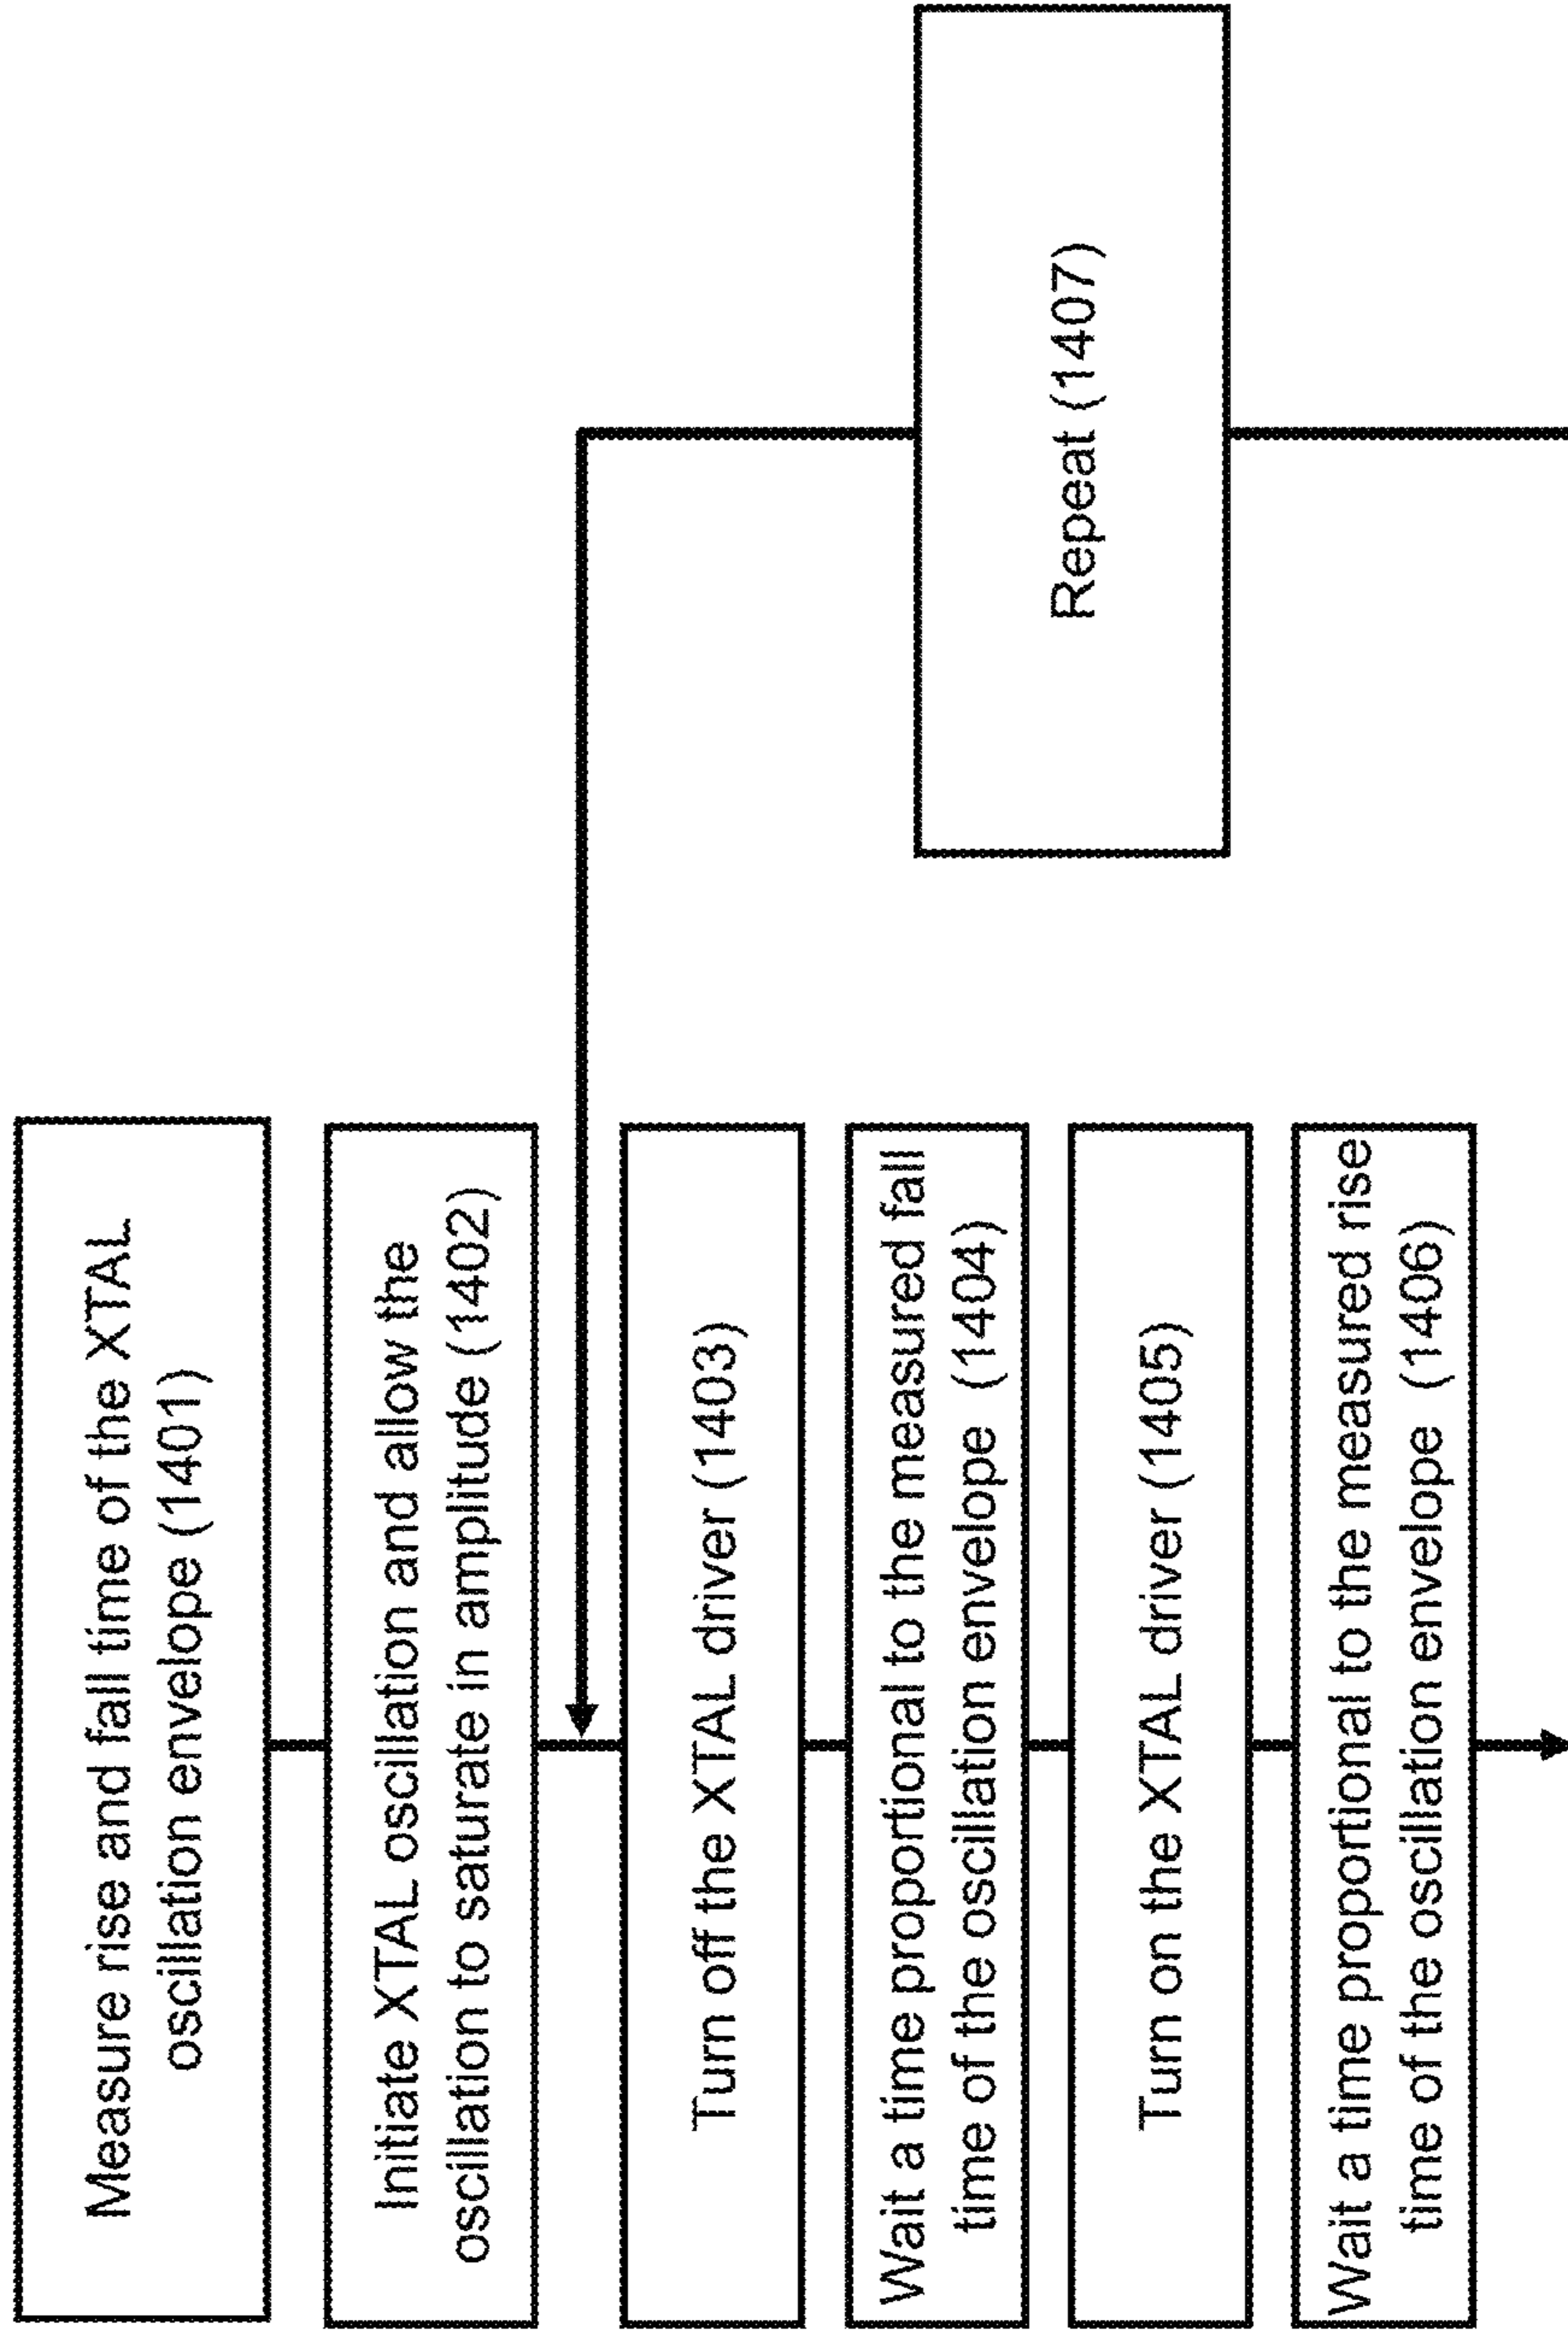 Measure rise and fall time of the XTAL
oscillation envelope (1401)
Initiate XTAL oscillation and allow the
oscillation to saturate in amplitude (1402)
Turn off the XTAL driver (1403)
Wait a time proportional to the measured fall
time of the oscillation envelope (1404)
Turn on the XTAL driver (1405)
Wait a time proportional to the measured rise
time of the oscillation envelope (1406)
Repeat (1407)